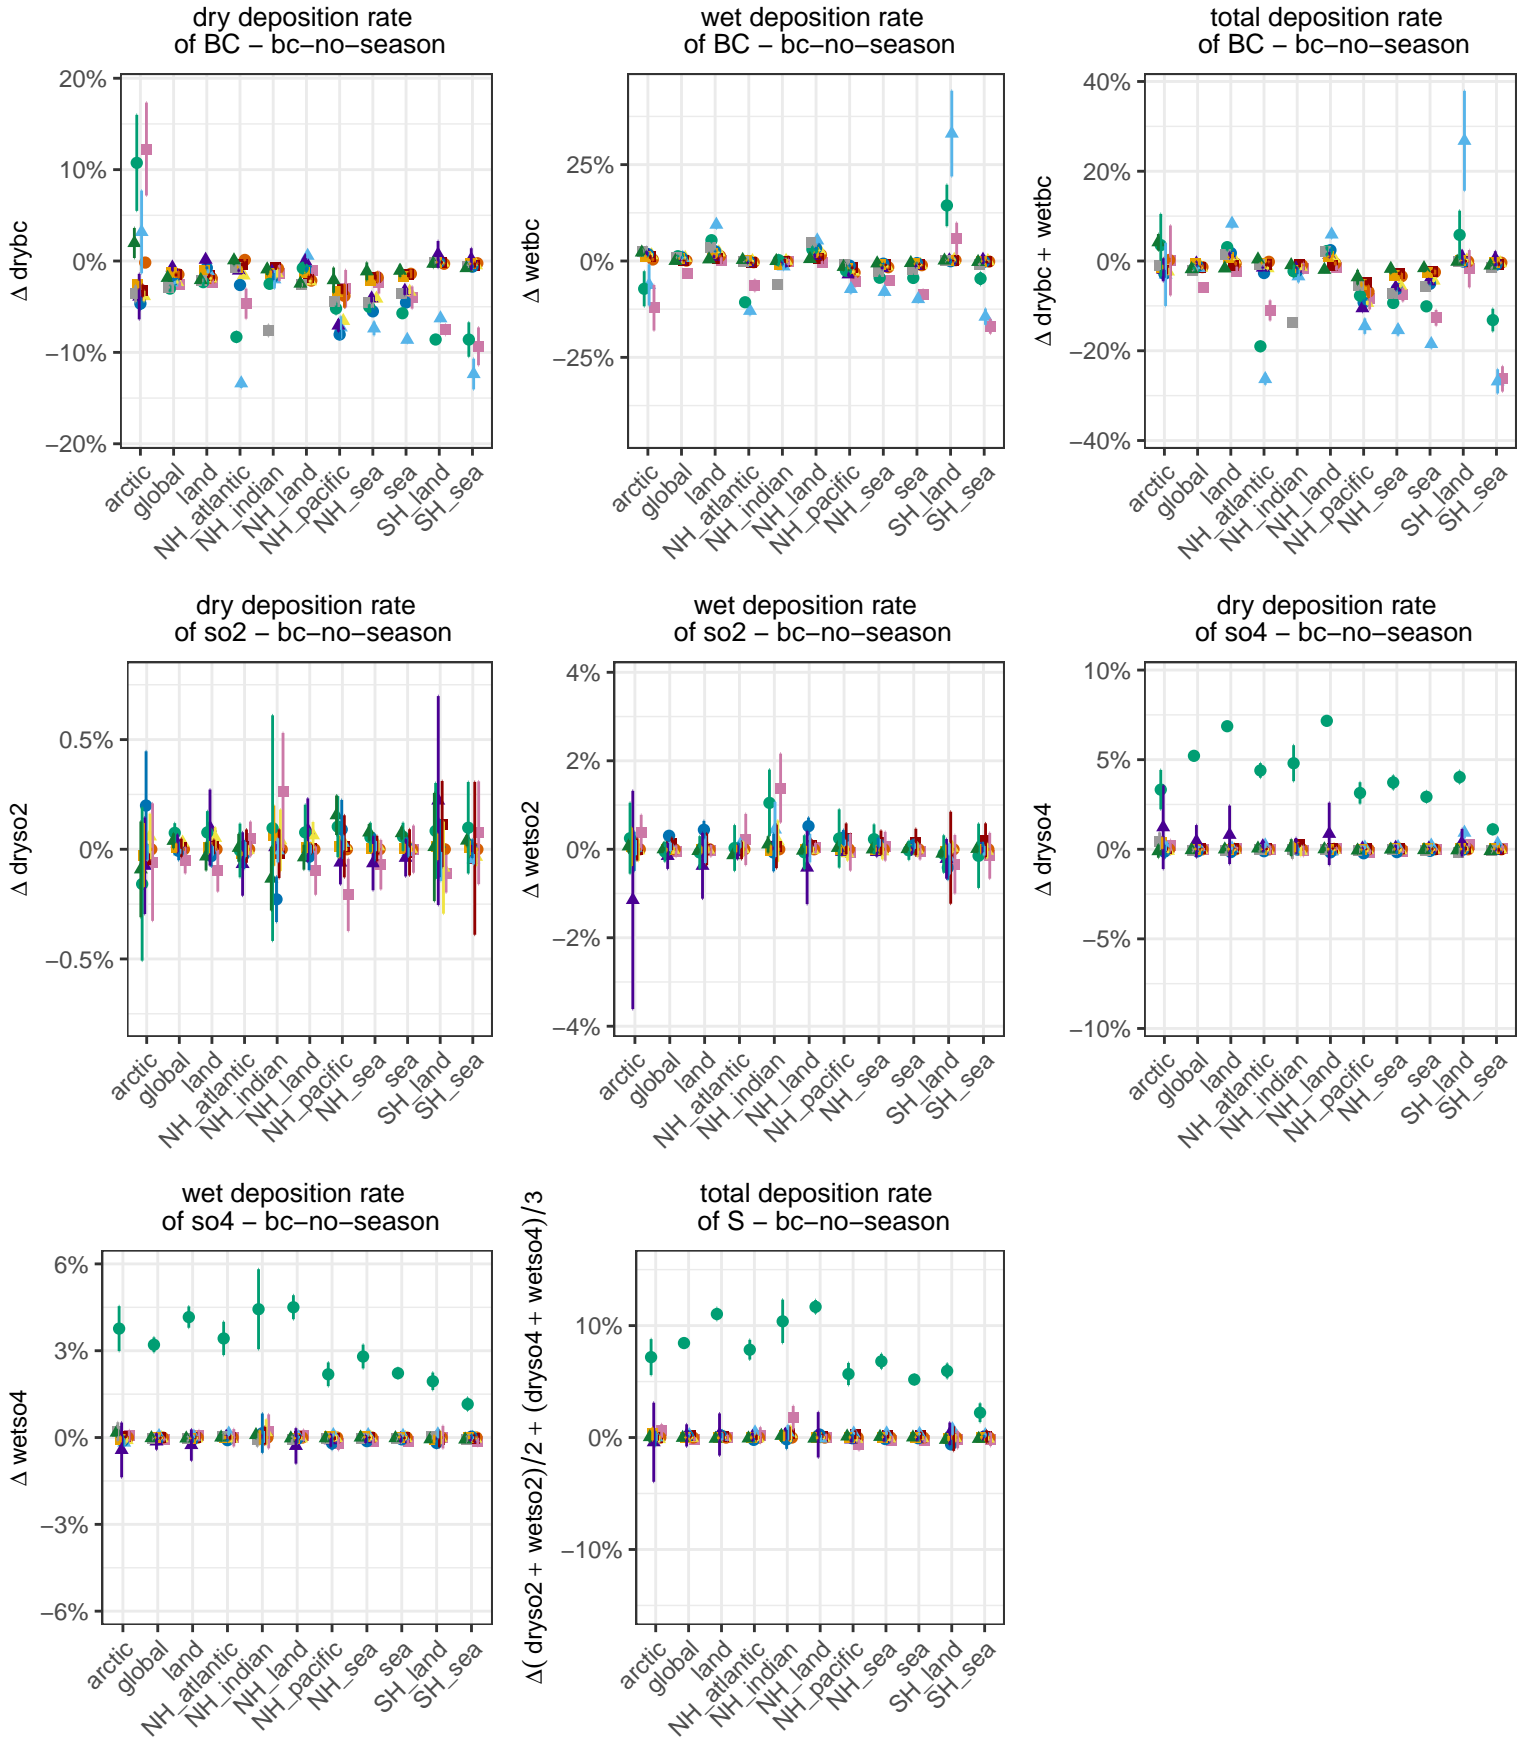 dry deposition rate
of BC − bc−no−season
Δ drybc
20%
10%
0%
−10%
−20%
arctic
global
land
NH_atlantic
NH_indian
NH_land
NH_pacific
NH_sea
sea
SH_land
SH_sea
wet deposition rate
of BC − bc−no−season
Δ wetbc
25%
0%
−25%
arctic
global
land
NH_atlantic
NH_indian
NH_land
NH_pacific
NH_sea
sea
SH_land
SH_sea
total deposition rate
of BC − bc−no−season
Δ drybc + wetbc
40%
20%
0%
−20%
−40%
arctic
global
land
NH_atlantic
NH_indian
NH_land
NH_pacific
NH_sea
sea
SH_land
SH_sea
dry deposition rate
of so2 − bc−no−season
Δ dryso2
0.5%
0%
−0.5%
arctic
global
land
NH_atlantic
NH_indian
NH_land
NH_pacific
NH_sea
sea
SH_land
SH_sea
wet deposition rate
of so2 − bc−no−season
Δ wetso2
4%
2%
0%
−2%
−4%
arctic
global
land
NH_atlantic
NH_indian
NH_land
NH_pacific
NH_sea
sea
SH_land
SH_sea
dry deposition rate
of so4 − bc−no−season
Δ dryso4
10%
5%
0%
−5%
−10%
arctic
global
land
NH_atlantic
NH_indian
NH_land
NH_pacific
NH_sea
sea
SH_land
SH_sea
wet deposition rate
of so4 − bc−no−season
Δ wetso4
6%
3%
0%
−3%
−6%
arctic
global
land
NH_atlantic
NH_indian
NH_land
NH_pacific
NH_sea
sea
SH_land
SH_sea
total deposition rate
of S − bc−no−season
Δ( dryso2 + wetso2)/2 + (dryso4 + wetso4)/3
10%
0%
−10%
arctic
global
land
NH_atlantic
NH_indian
NH_land
NH_pacific
NH_sea
sea
SH_land
SH_sea